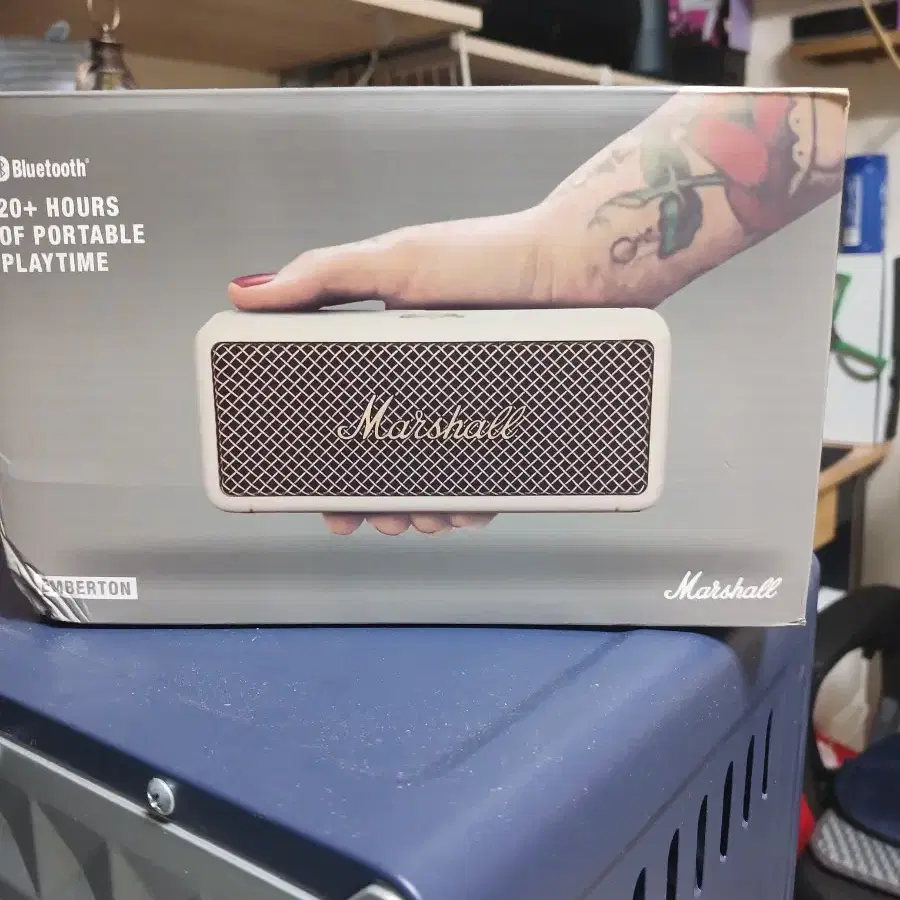 Bluetooth®
20+ HOURS
OF PORTABLE
PLAYTIME
Marshall
EMBERTON
Marshall